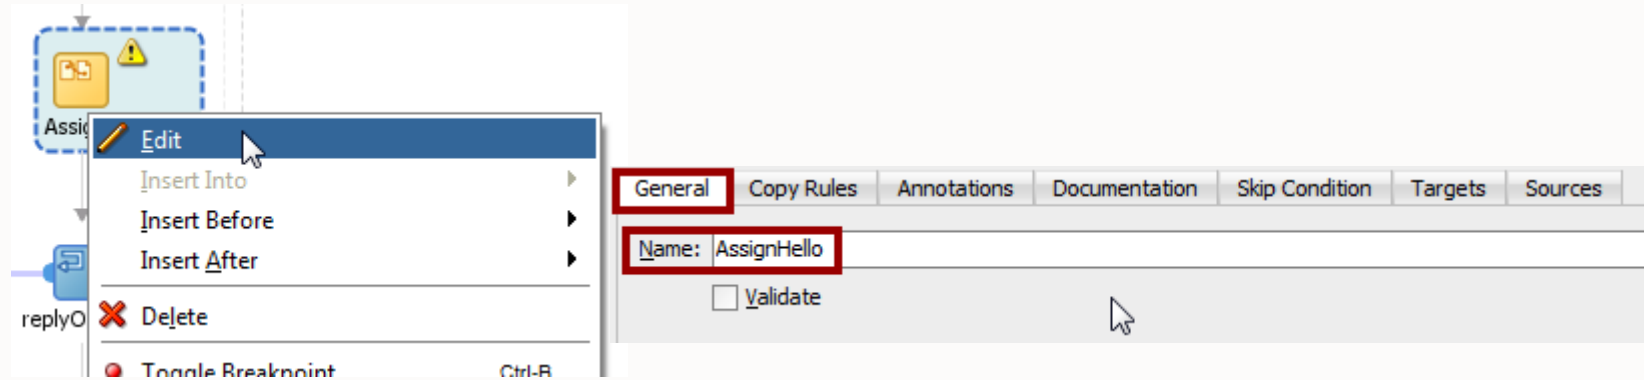 Assig
Edit
Insert Into
Insert Before
Insert After
replyO
Delete
Toggle Breakpoint Ctrl-B
General Copy Rules Annotations Documentation Skip Condition Targets Sources
Name: AssignHello
Validate